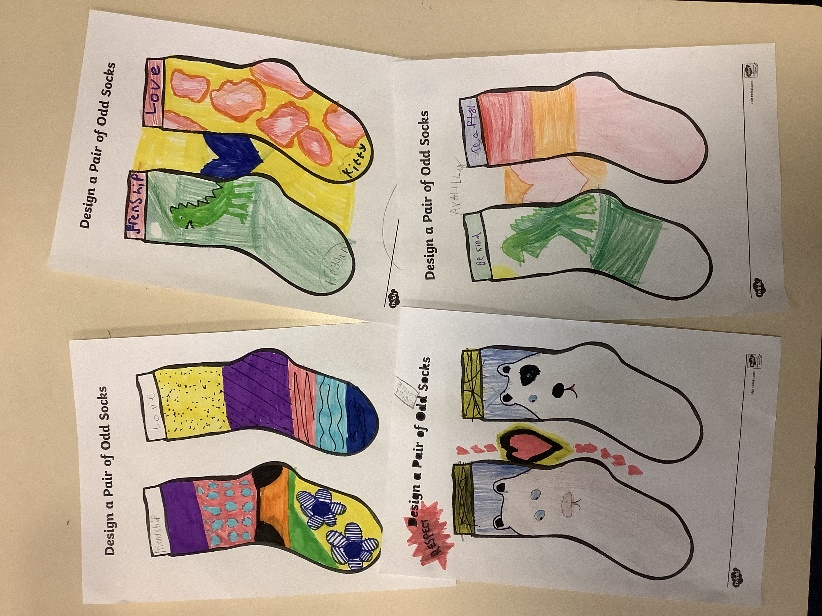 Design a Pair of Odd Socks
Love
Kitty
Design a Pair of Odd Socks
Be kind
Design a Pair of Odd Socks
Love
friendship
Design a Pair of Odd Socks
RESPECT